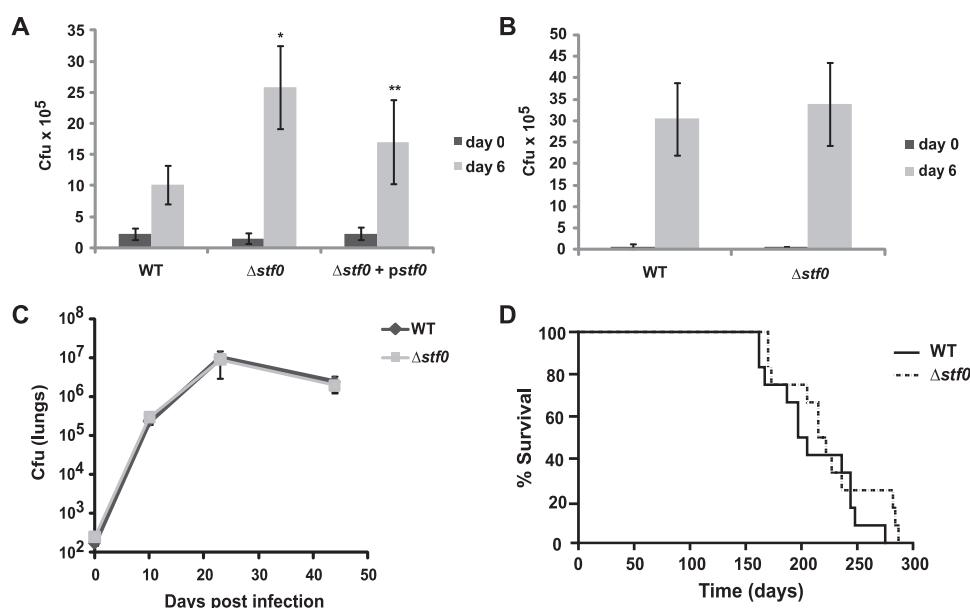 A
Cfu x 10⁵
35
30
25
20
15
10
5
0
*
**
WT
Δstf0
Δstf0 + pstf0
day 0
day 6
B
Cfu x 10⁵
50
45
40
35
30
25
20
15
10
5
0
WT
Δstf0
day 0
day 6
C
Cfu (lungs)
10⁸
10⁷
10⁶
10⁵
10⁴
10³
10²
0 10 20 30 40 50
Days post infection
WT
Δstf0
D
% Survival
100
80
60
40
20
0
0 50 100 150 200 250 300
Time (days)
WT
Δstf0